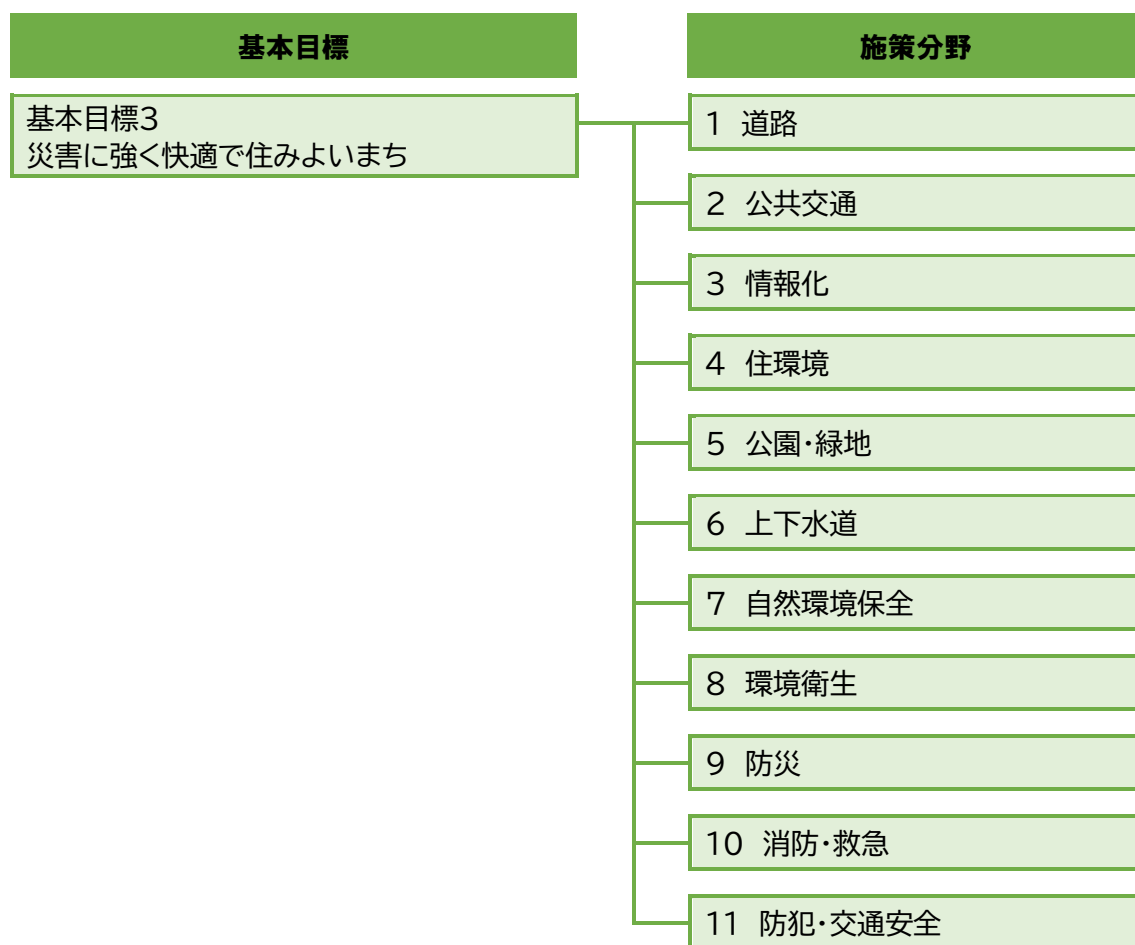 基本目標
施策分野
基本目標3
災害に強く快適で住みよいまち
1 道路
2 公共交通
3 情報化
4 住環境
5 公園・緑地
6 上下水道
7 自然環境保全
8 環境衛生
9 防災
10 消防・救急
11 防犯・交通安全